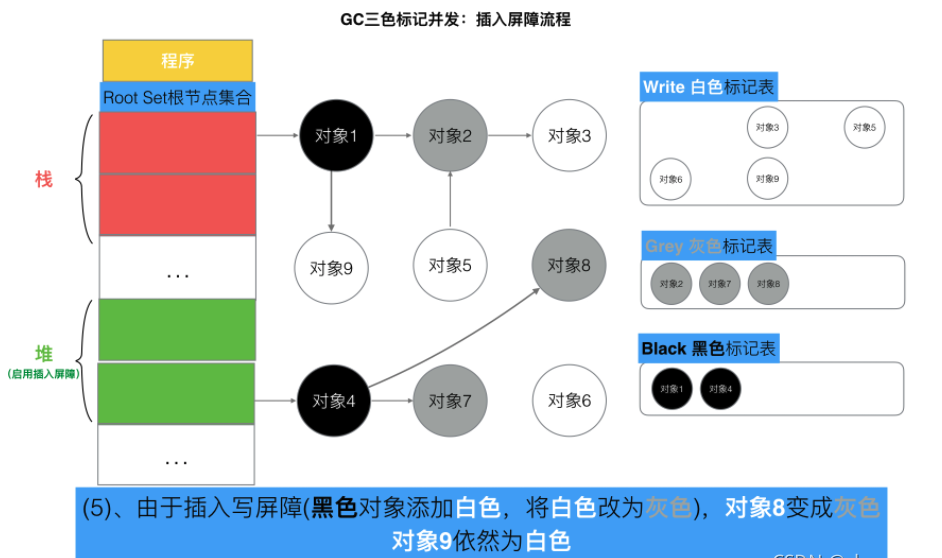 GC三色标记并发：插入屏障流程
程序
Root Set根节点集合
栈
...
堆
(启用插入屏障)
...
对象1
对象2
对象3
对象9
对象5
对象8
对象4
对象7
对象6
Write 白色标记表
对象3
对象5
对象6
对象9
Grey 灰色标记表
对象2
对象7
对象8
Black 黑色标记表
对象1
对象4
(5)、由于插入写屏障(黑色对象添加白色，将白色改为灰色)，对象8变成灰色
对象9依然为白色